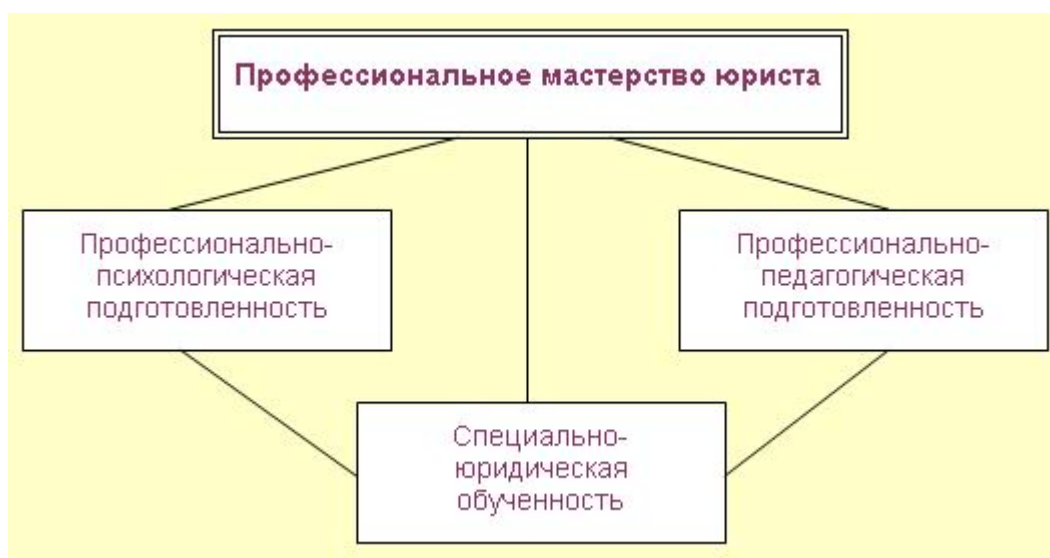 Профессиональное мастерство юриста
Профессионально-
психологическая
подготовленность
Профессионально-
педагогическая
подготовленность
Специально-
юридическая
обученность